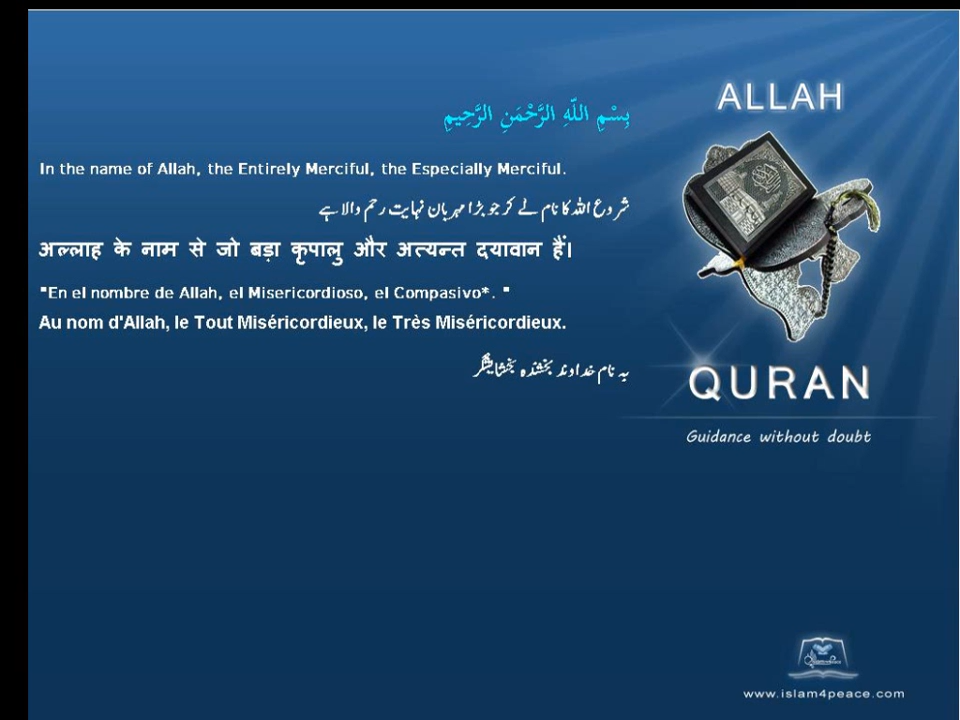 بِسْمِ اللّهِ الرَّحْمَنِ الرَّحِيمِ
In the name of Allah, the Entirely Merciful, the Especially Merciful.
شروع اللہ کا نام لے کر جو بڑا مہربان نہایت رحم والا ہے
अल्लाह के नाम से जो बड़ा कृपालु और अत्यन्त दयावान हैं।
"En el nombre de Allah, el Misericordioso, el Compasivo*. "
Au nom d'Allah, le Tout Miséricordieux, le Très Miséricordieux.
به نام خداوند بخشنده بخشایشگر
ALLAH
QURAN
Guidance without doubt
www.islam4peace.com